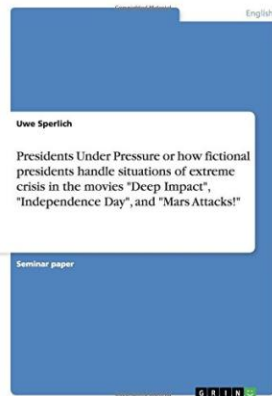 English
Uwe Sperlich
Presidents Under Pressure or how fictional
presidents handle situations of extreme
crisis in the movies "Deep Impact",
"Independence Day", and "Mars Attacks!"
Seminar paper
GRIN